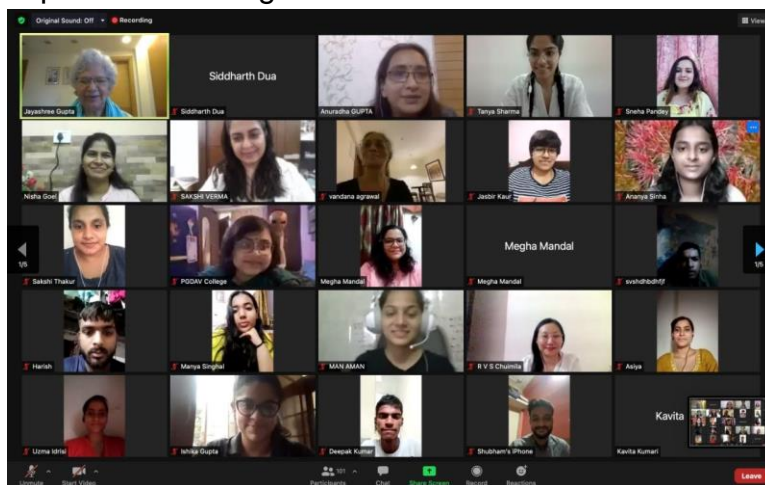 Original Sound: Off
Recording
View
Jayashree Gupta
Siddharth Dua
Siddharth Dua
Anuradha GUPTA
Tanya Sharma
Sneha Pandey
Nisha Goel
SAKSHI VERMA
vandana agrawal
Jasbir Kaur
Ananya Sinha
1/5
Sakshi Thakur
PGDAV College
Megha Mandal
Megha Mandal
Megha Mandal
svshdhbdhfjf
1/5
Harish
Manya Singhal
MAN AMAN
R V S Chuimila
Asiya
Uzma Idrisi
Ishika Gupta
Deepak Kumar
Shubham's iPhone
Kavita
Kavita Kumari
Unmute
Start Video
Participants
101
Chat
Share Screen
Record
Reactions
Leave